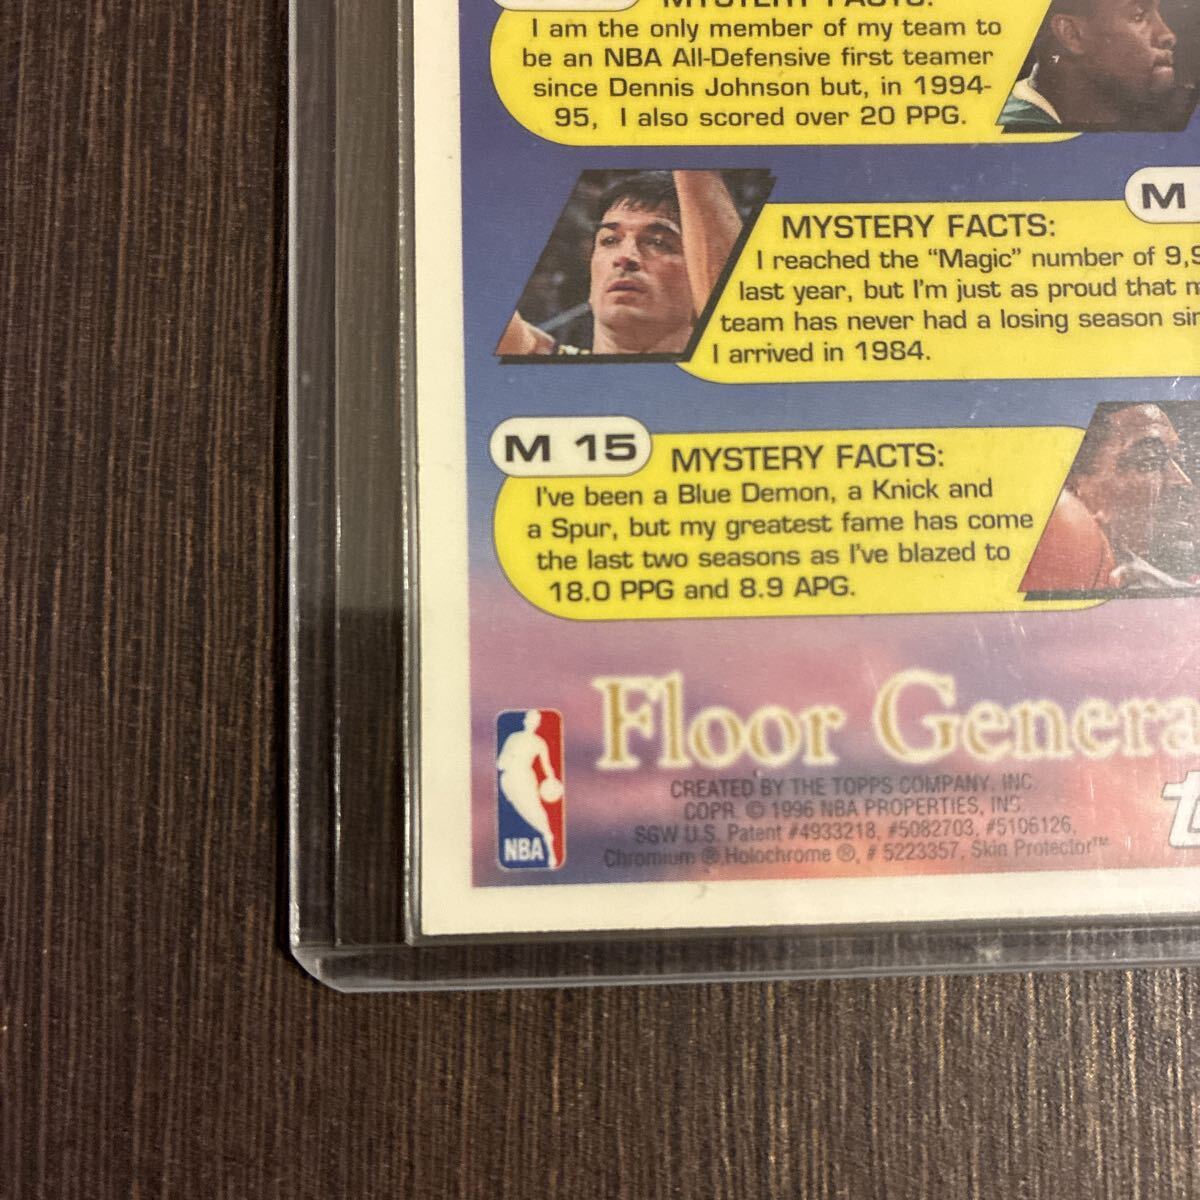 MYSTERY FACTS:
I am the only member of my team to
be an NBA All-Defensive first teamer
since Dennis Johnson but, in 1994-
95, I also scored over 20 PPG.
M
MYSTERY FACTS:
I reached the “Magic” number of 9,9
last year, but I'm just as proud that m
team has never had a losing season sin
I arrived in 1984.
M 15
MYSTERY FACTS:
I've been a Blue Demon, a Knick and
a Spur, but my greatest fame has come
the last two seasons as I've blazed to
18.0 PPG and 8.9 APG.
Floor Genera
CREATED BY THE TOPPS COMPANY, INC.
COPR. © 1996 NBA PROPERTIES, INC.
SGW U.S. Patent #4933218, #5082703, #5106126,
Chromium ® Holochrome ®, # 5223357, Skin Protector™
NBA
t